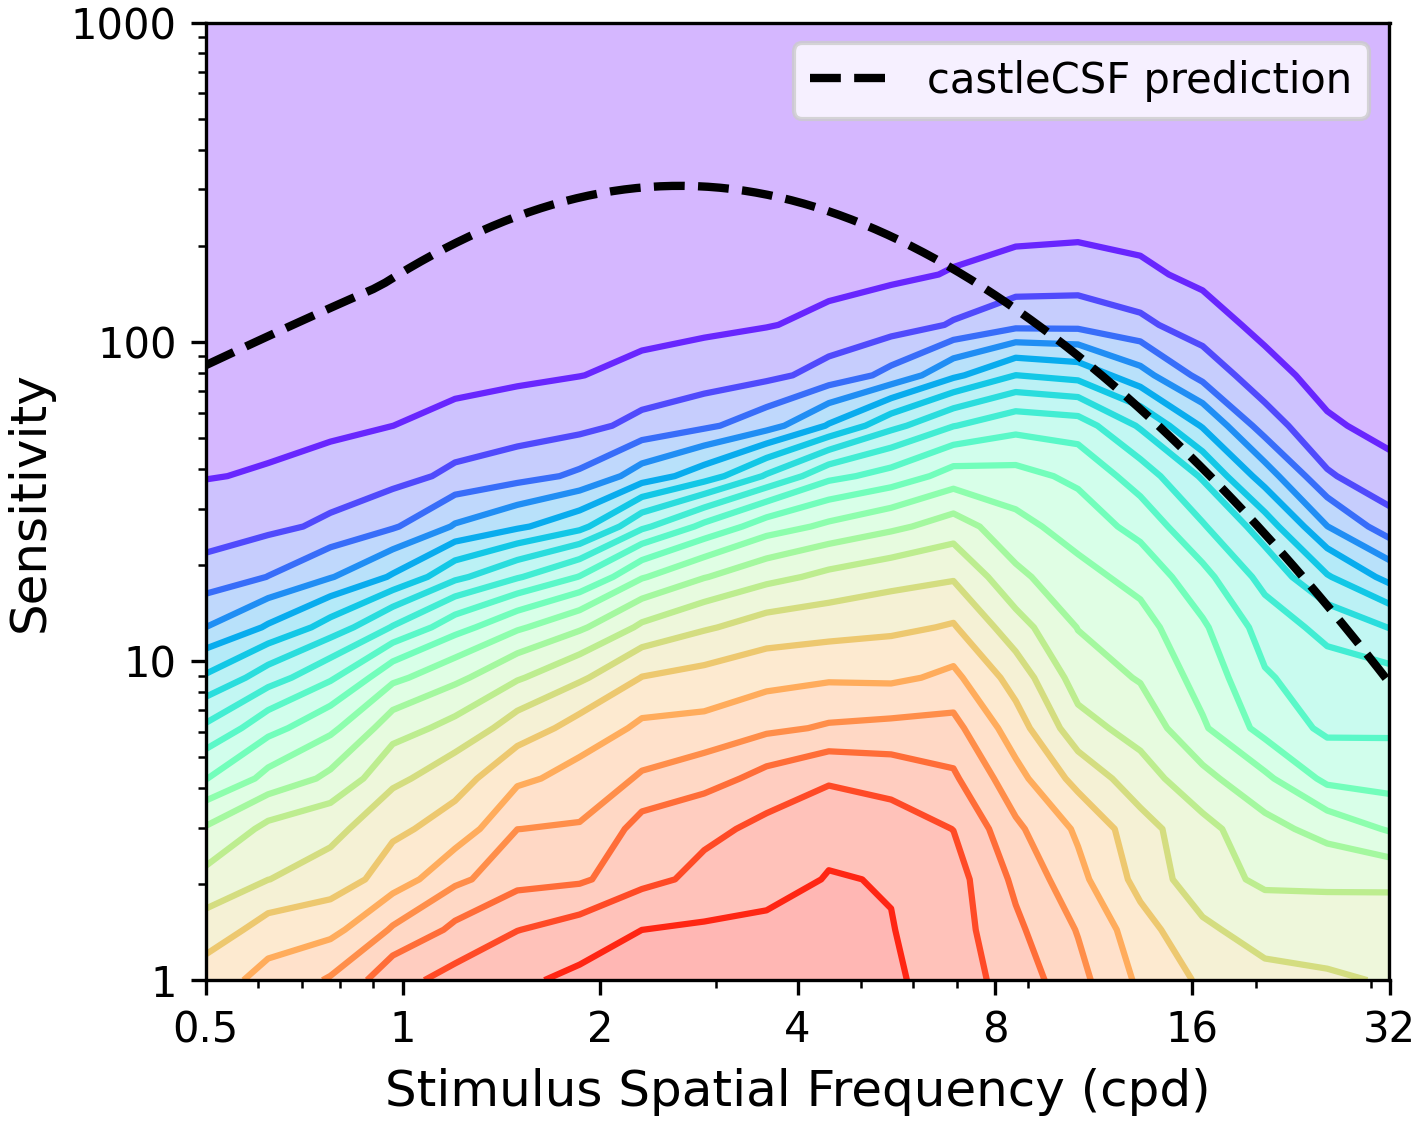 1000
castleCSF prediction
100
Sensitivity
10
1
0.5 1 2 4 8 16 32
Stimulus Spatial Frequency (cpd)